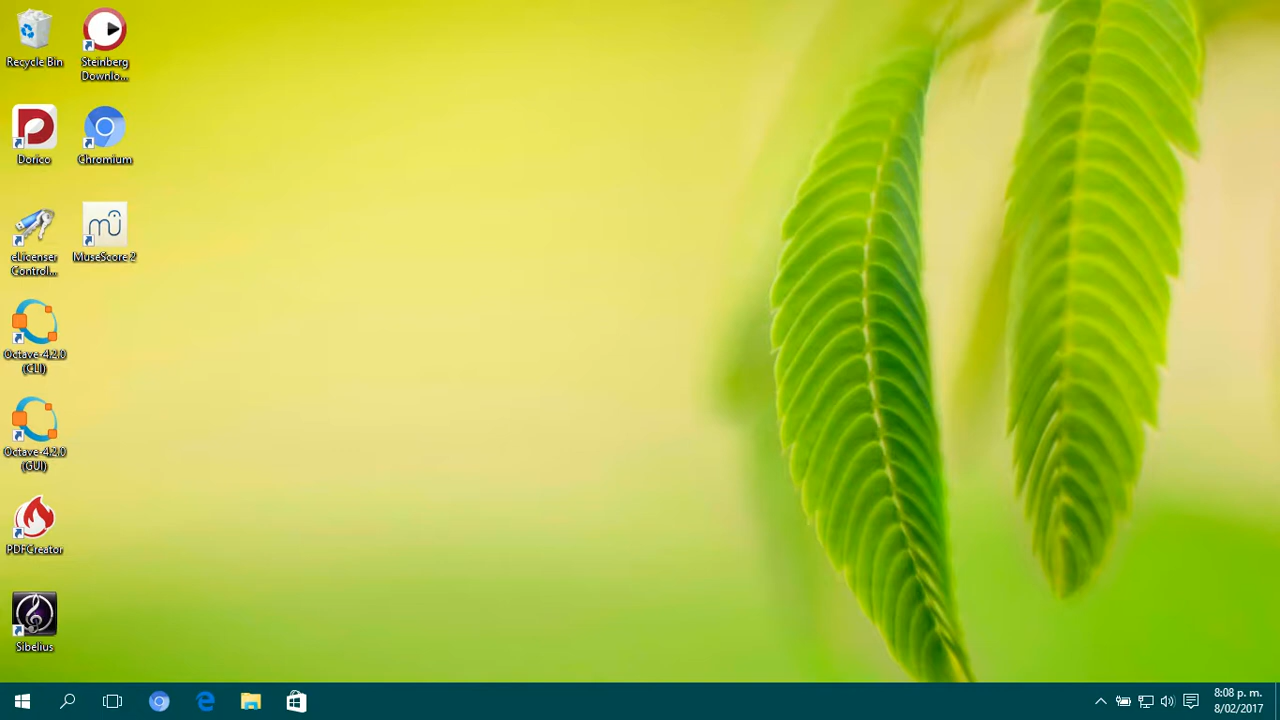 Recycle Bin
Steinberg
Downlo...
Dorico
Chromium
eLicenser
Control...
MuseScore 2
Octave-4.2.0
(CLI)
Octave-4.2.0
(GUI)
PDFCreator
Sibelius
8:08 p. m.
8/02/2017